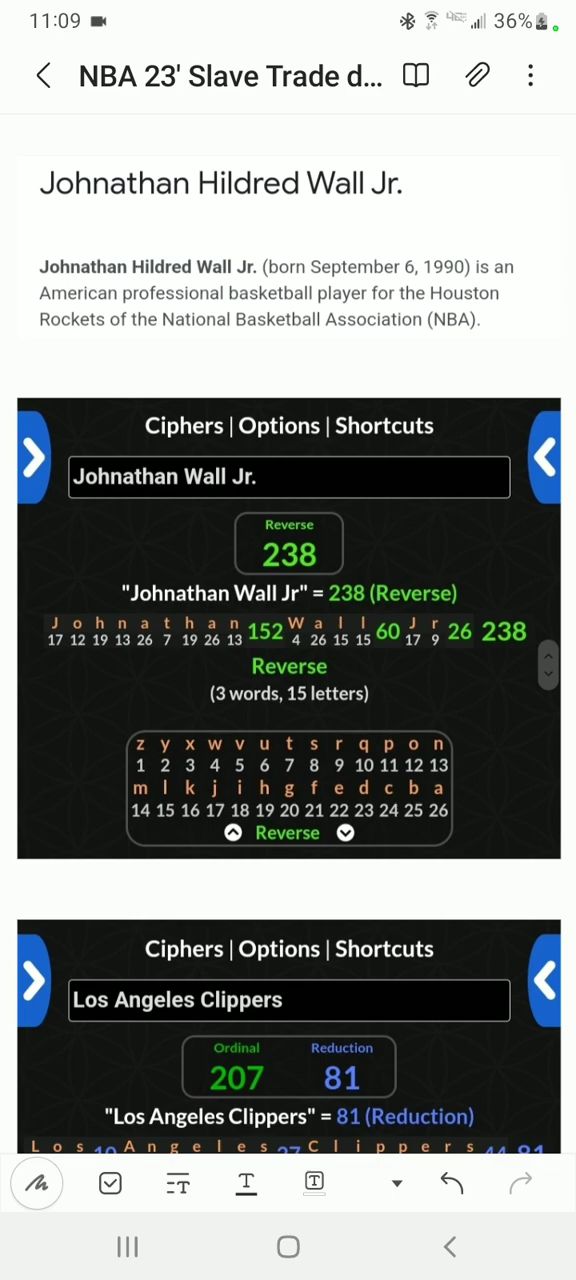 11:09 36%
NBA 23' Slave Trade d...
Johnathan Hildred Wall Jr.
Johnathan Hildred Wall Jr. (born September 6, 1990) is an
American professional basketball player for the Houston
Rockets of the National Basketball Association (NBA).
Ciphers | Options | Shortcuts
Johnathan Wall Jr.
Reverse
238
"Johnathan Wall Jr" = 238 (Reverse)
J o h n a t h a n 152 W a l l 60 J r 26 238
17 12 19 13 26 7 19 26 13 4 26 15 15 17 9
Reverse
(3 words, 15 letters)
z y x w v u t s r q p o n
1 2 3 4 5 6 7 8 9 10 11 12 13
m l k j i h g f e d c b a
14 15 16 17 18 19 20 21 22 23 24 25 26
Reverse
Ciphers | Options | Shortcuts
Los Angeles Clippers
Ordinal Reduction
207 81
"Los Angeles Clippers" = 81 (Reduction)
L o s 10 A n g e l e s 27 C l i p p e r s 44 81
T T T